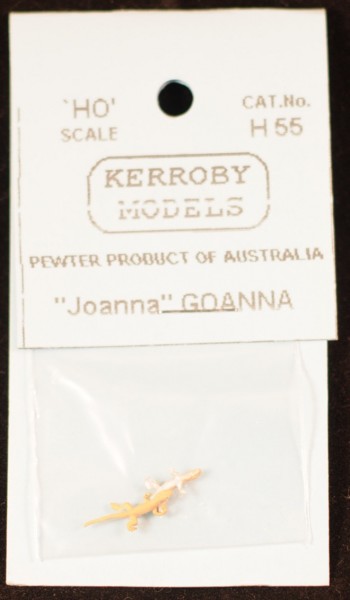 'HO'
SCALE
CAT.No.
H 55
KERROBY
MODELS
PEWTER PRODUCT OF AUSTRALIA
"Joanna" GOANNA